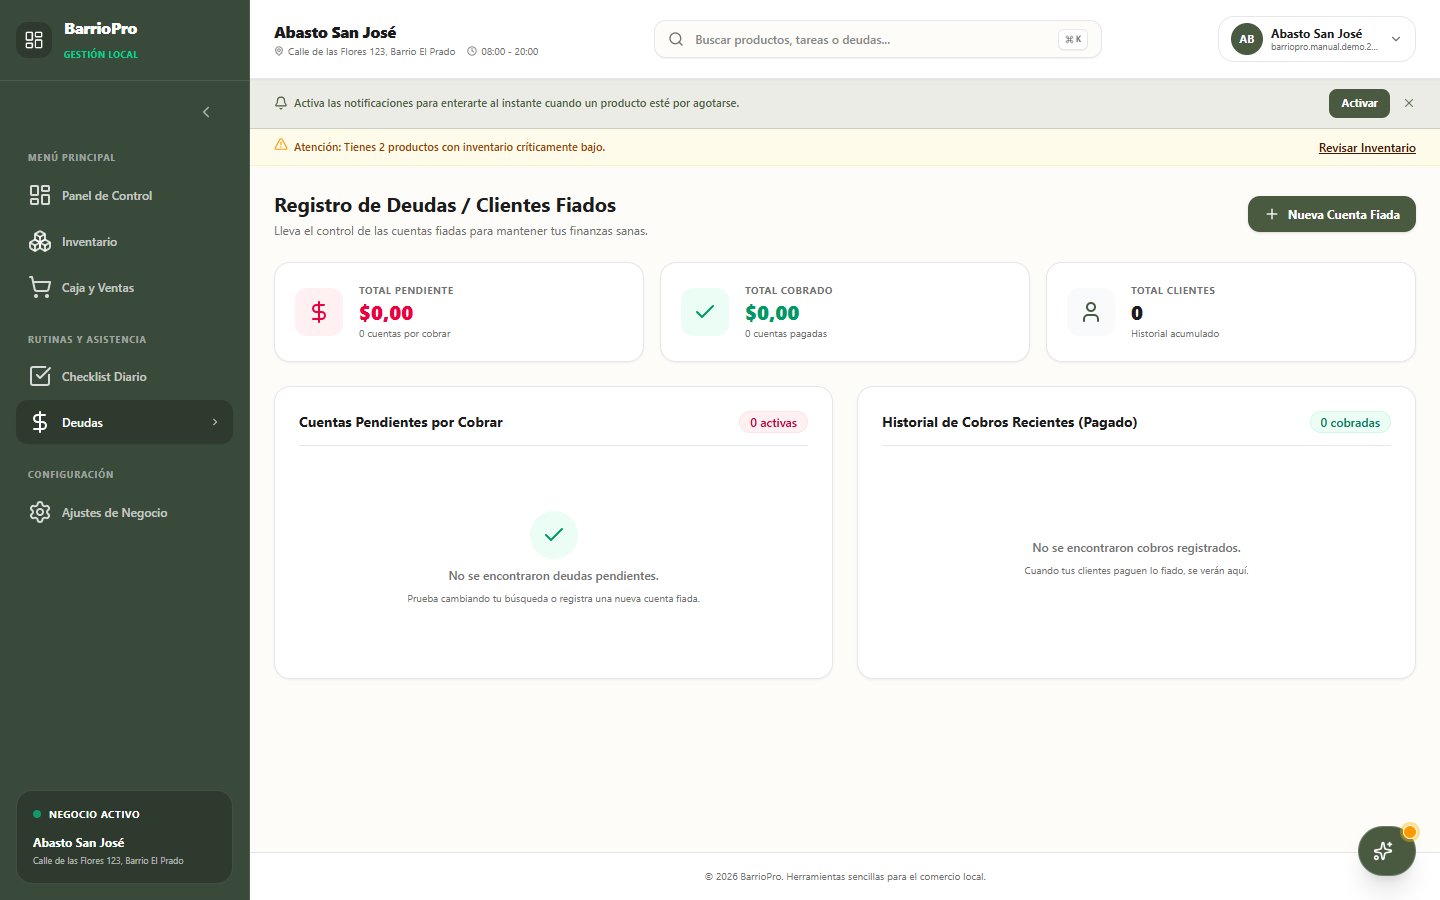 BarrioPro
GESTIÓN LOCAL
MENÚ PRINCIPAL
Panel de Control
Inventario
Caja y Ventas
RUTINAS Y ASISTENCIA
Checklist Diario
Deudas
CONFIGURACIÓN
Ajustes de Negocio
NEGOCIO ACTIVO
Abasto San José
Calle de las Flores 123, Barrio El Prado
Abasto San José
Calle de las Flores 123, Barrio El Prado 08:00 - 20:00
Buscar productos, tareas o deudas... ⌘ K
AB
Abasto San José
barriopro.manual.demo.2...
Activa las notificaciones para enterarte al instante cuando un producto esté por agotarse.
Activar
Atención: Tienes 2 productos con inventario críticamente bajo.
Revisar Inventario
Registro de Deudas / Clientes Fiados
Lleva el control de las cuentas fiadas para mantener tus finanzas sanas.
Nueva Cuenta Fiada
TOTAL PENDIENTE
$0,00
0 cuentas por cobrar
TOTAL COBRADO
$0,00
0 cuentas pagadas
TOTAL CLIENTES
0
Historial acumulado
Cuentas Pendientes por Cobrar
0 activas
No se encontraron deudas pendientes.
Prueba cambiando tu búsqueda o registra una nueva cuenta fiada.
Historial de Cobros Recientes (Pagado)
0 cobradas
No se encontraron cobros registrados.
Cuando tus clientes paguen lo fiado, se verán aquí.
© 2026 BarrioPro. Herramientas sencillas para el comercio local.